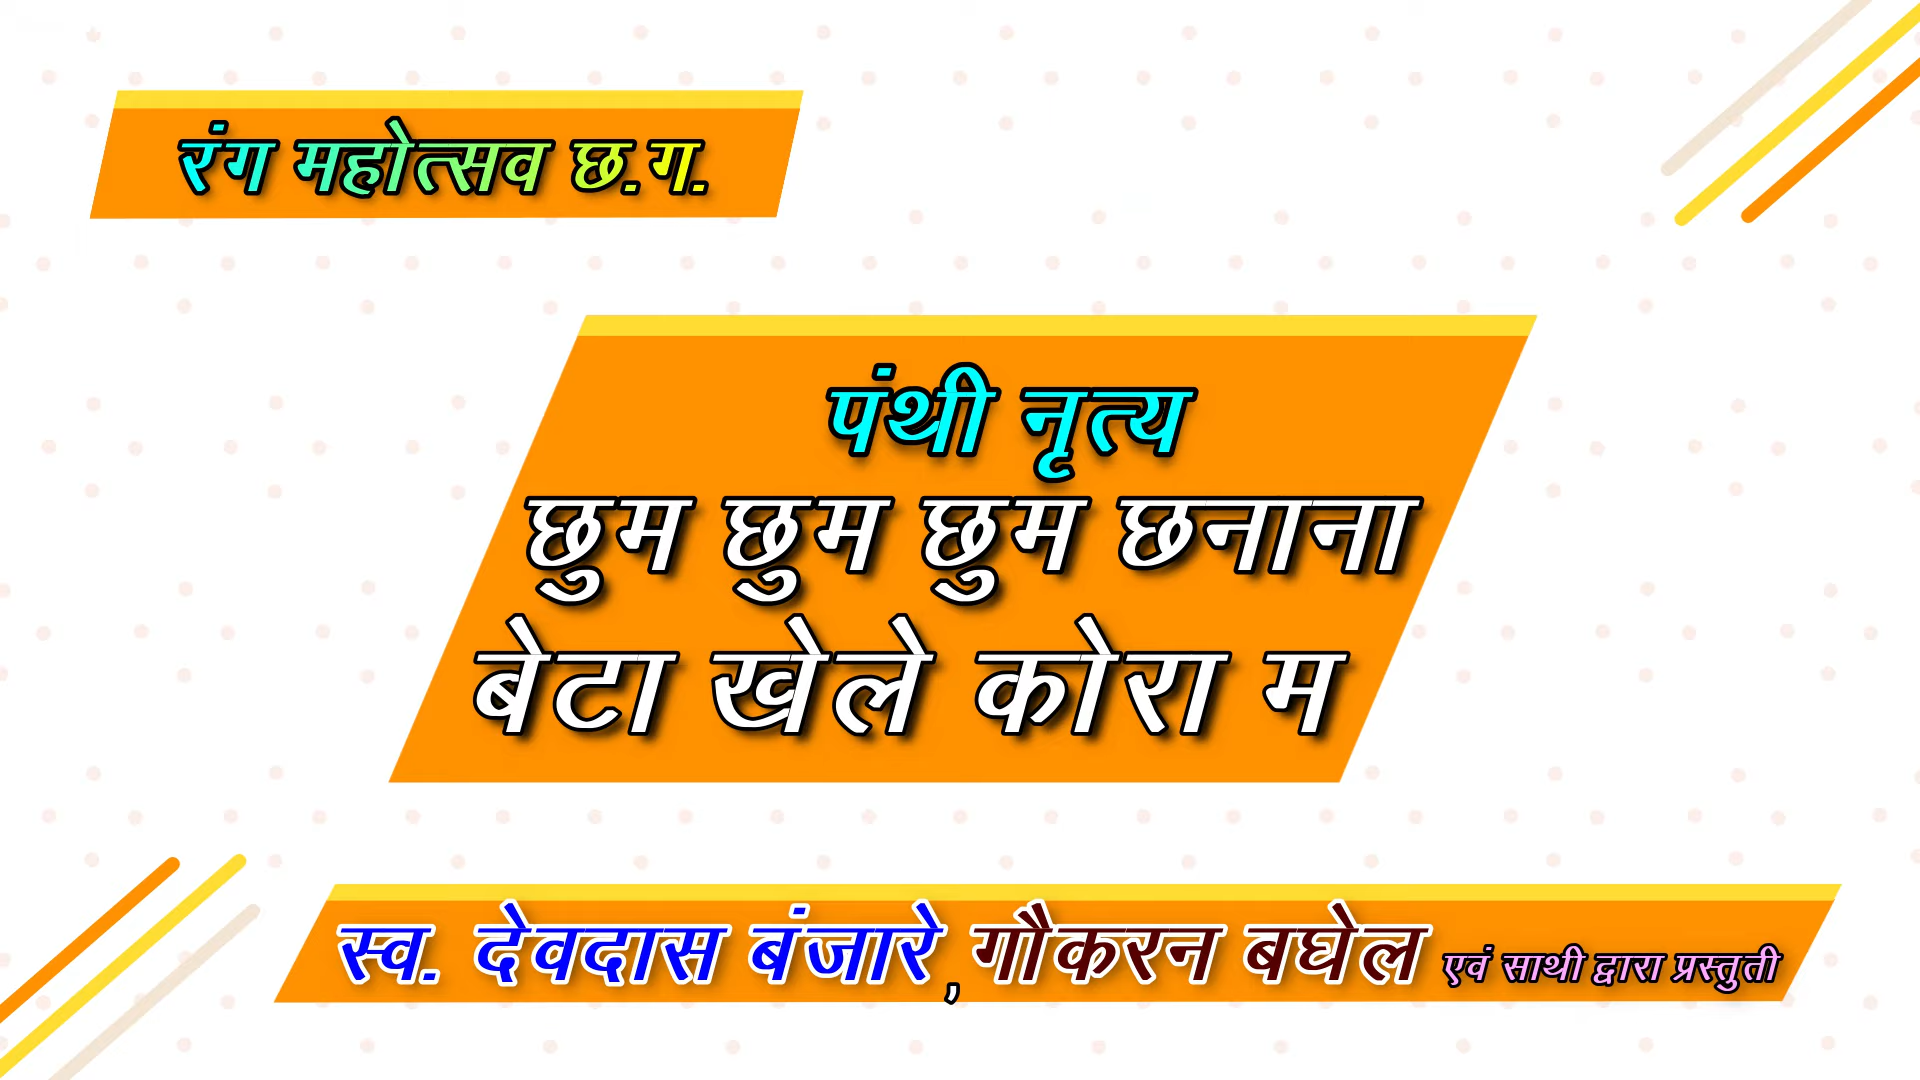 रंग महोत्सव छ.ग.
पंथी नृत्य
छुम छुम छुम छनाना
बेटा खेले कोरा म
स्व. देवदास बंजारे, गौकरन बघेल एवं साथी द्वारा प्रस्तुती